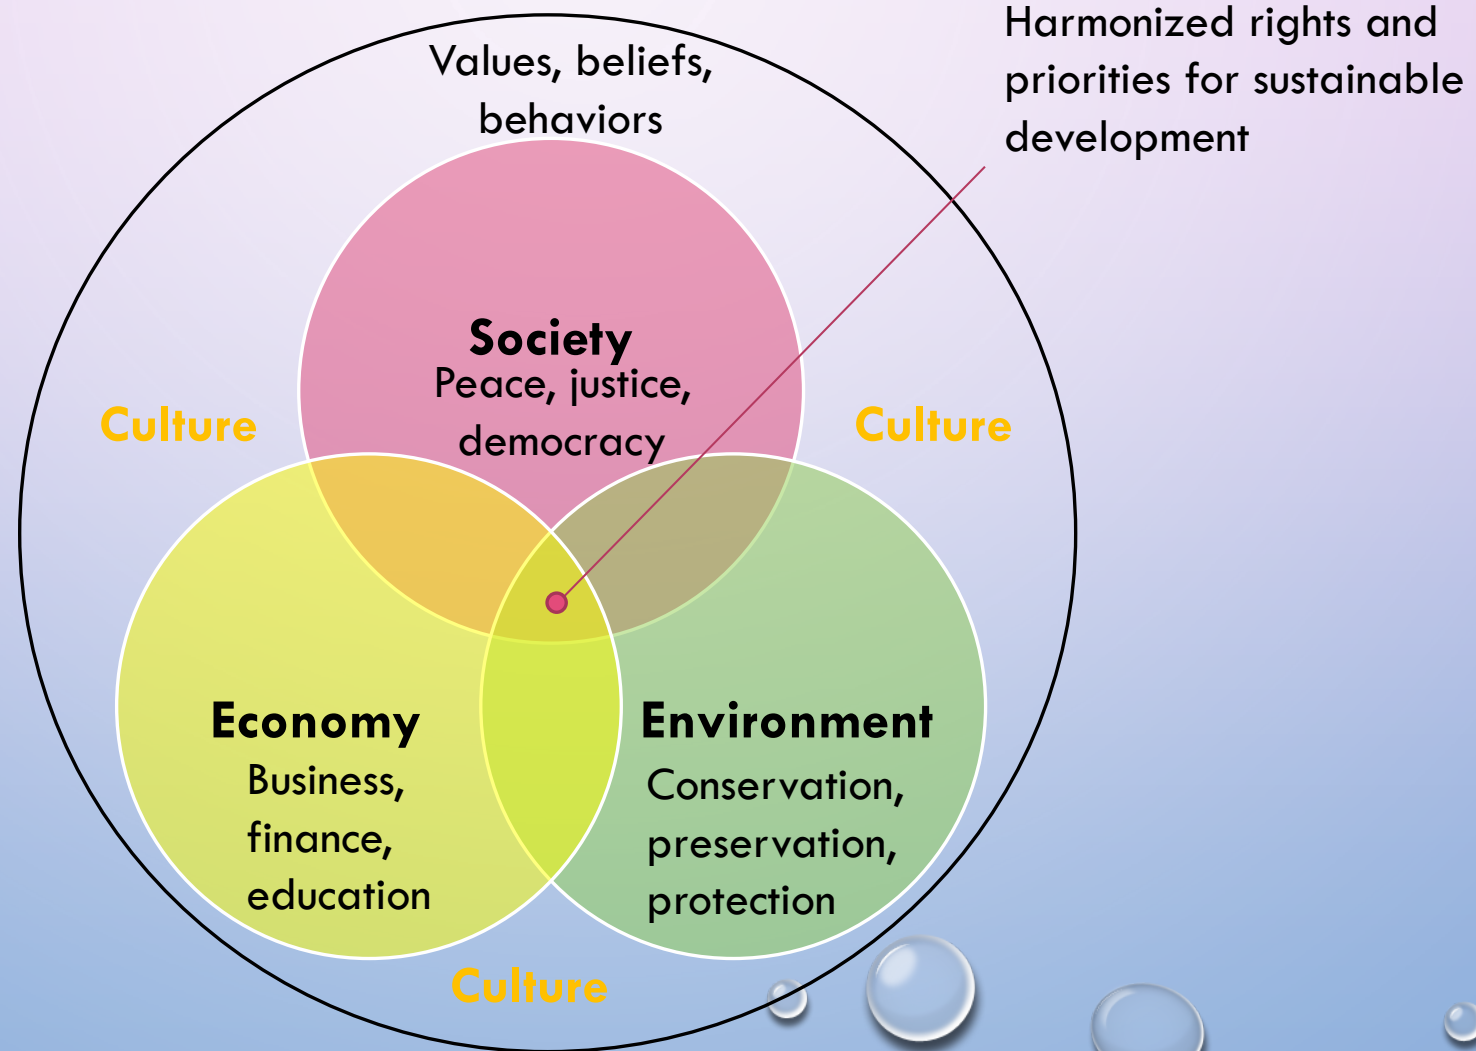 Harmonized rights and
priorities for sustainable
development
Values, beliefs,
behaviors
Society
Peace, justice,
democracy
Culture
Culture
Economy
Business,
finance,
education
Environment
Conservation,
preservation,
protection
Culture